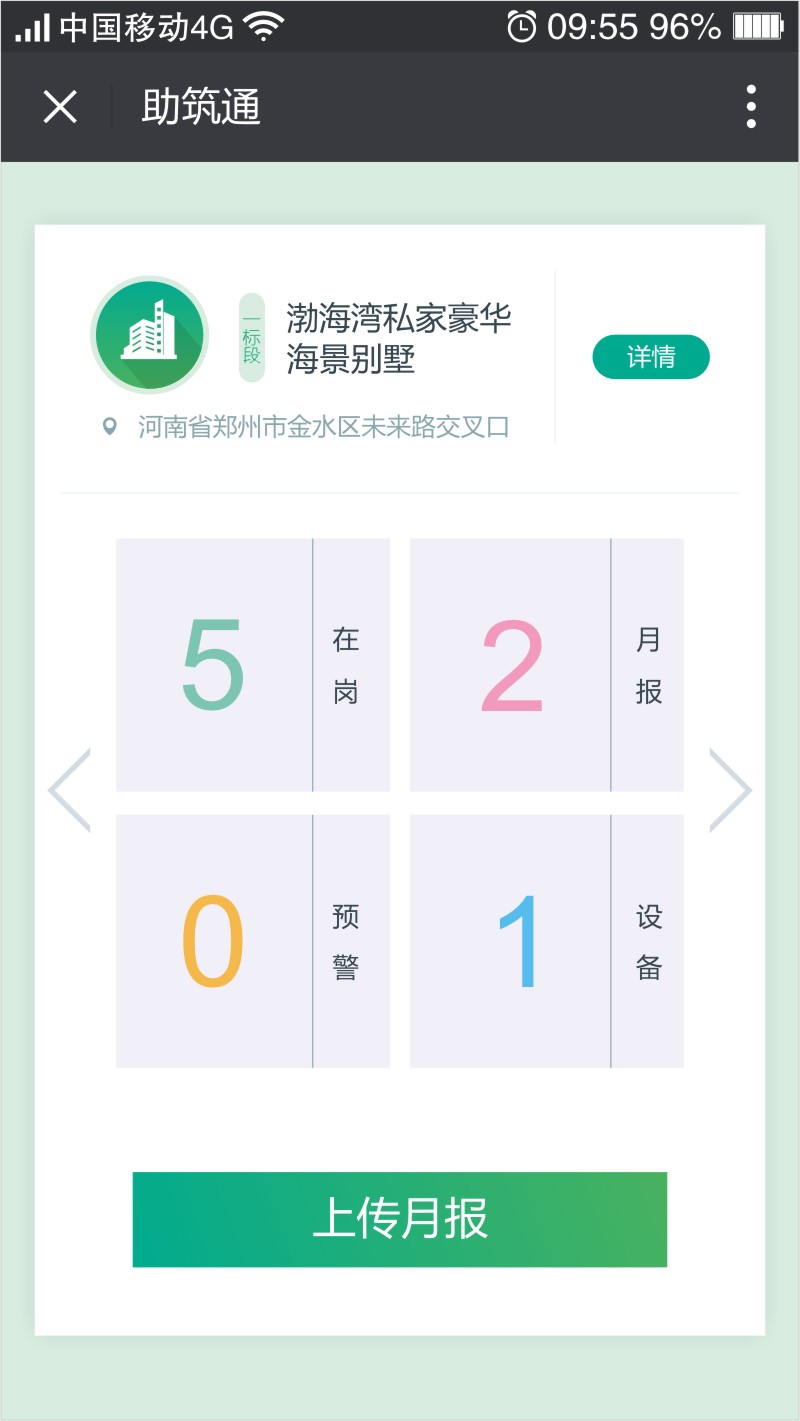 中国移动4G 09:55 96%
助筑通
一标段
渤海湾私家豪华
海景别墅
详情
河南省郑州市金水区未来路交叉口
5 在岗
2 月报
0 预警
1 设备
上传月报